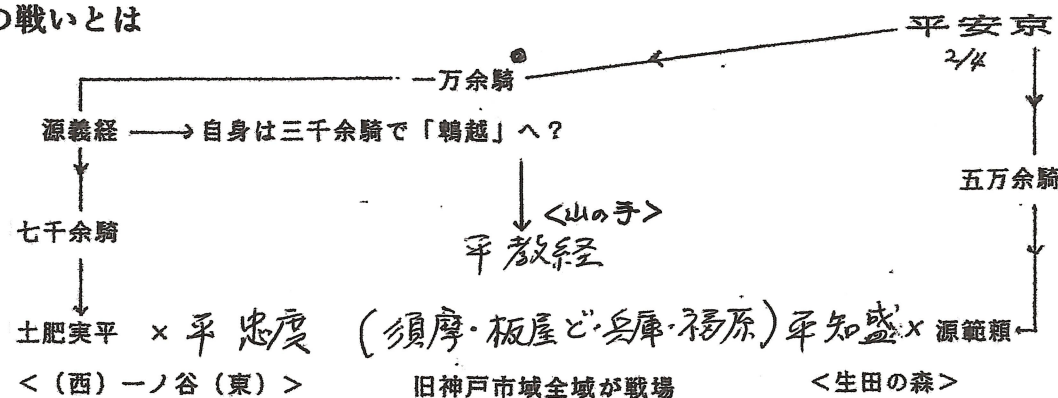 の戦いとは
平安京
2/4
一万余騎
源義経 → 自身は三千余騎で「鵯越」へ?
五万余騎
<山の手>
七千余騎
平教経
土肥実平 × 平忠度 (須摩・板屋ど・兵庫・福原) 平知盛 × 源範頼
<(西)一ノ谷(東)> 旧神戸市域全域が戦場 <生田の森>